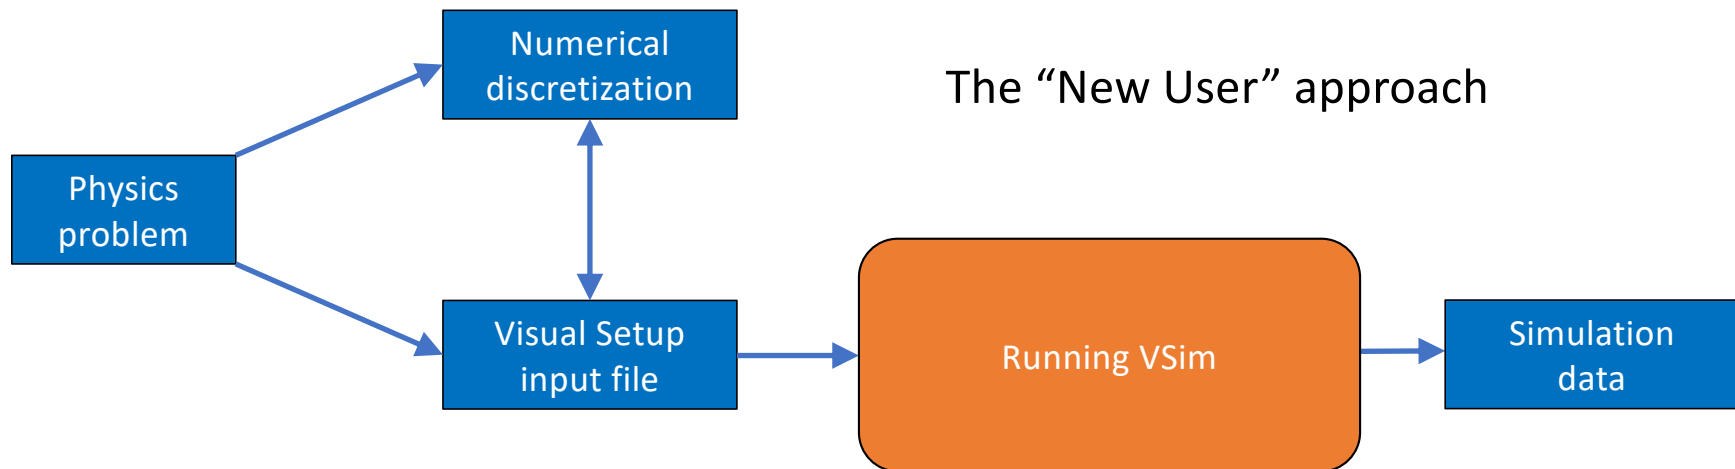 Numerical
discretization
The “New User” approach
Physics
problem
Visual Setup
input file
Running VSim
Simulation
data